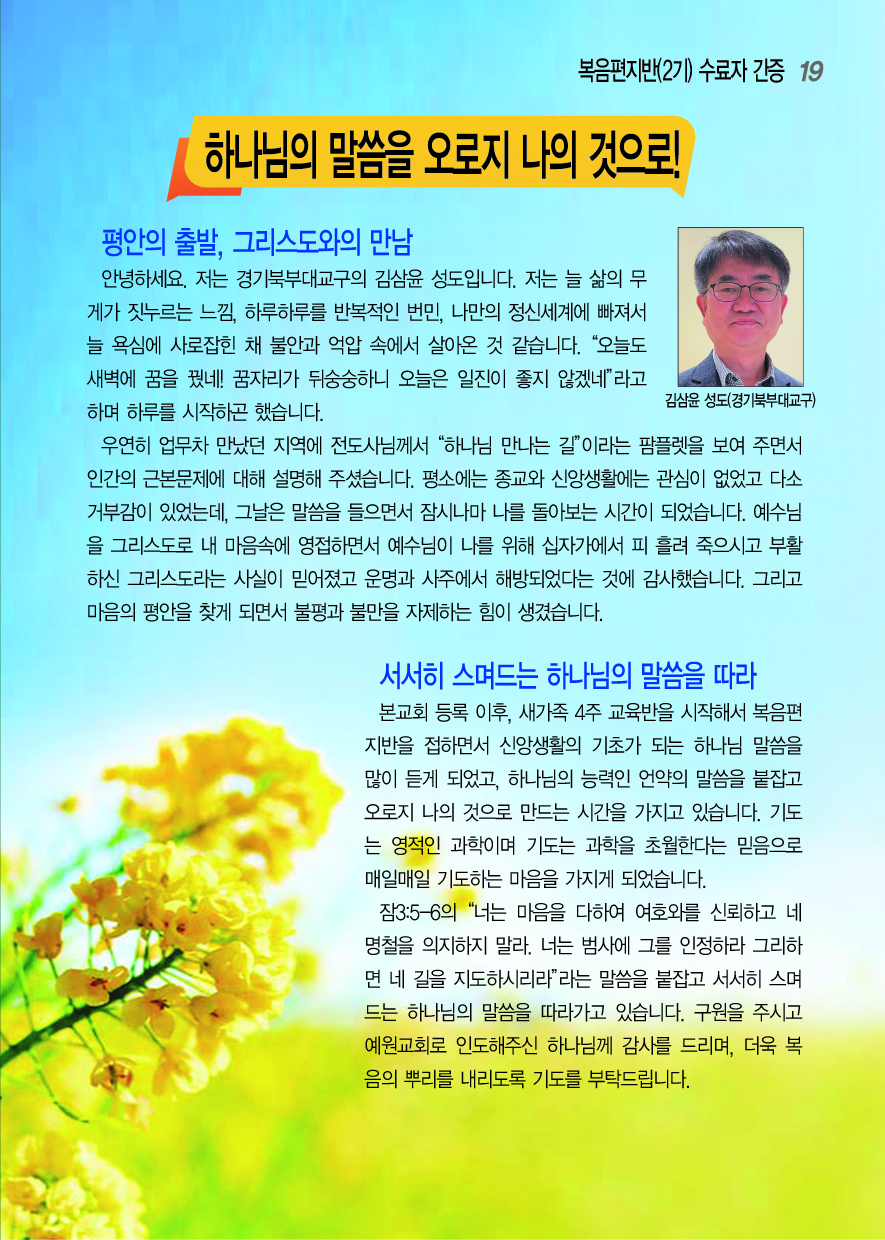 복음편지반(2기) 수료자 간증 19
하나님의 말씀을 오로지 나의 것으로!
평안의 출발, 그리스도와의 만남
안녕하세요. 저는 경기북부대교구의 김삼윤 성도입니다. 저는 늘 삶의 무
게가 짓누르는 느낌, 하루하루를 반복적인 번민, 나만의 정신세계에 빠져서
늘 욕심에 사로잡힌 채 불안과 억압 속에서 살아온 것 같습니다. “오늘도
새벽에 꿈을 꿨네! 꿈자리가 뒤숭숭하니 오늘은 일진이 좋지 않겠네”라고
하며 하루를 시작하곤 했습니다.
김삼윤 성도(경기북부대교구)
우연히 업무차 만났던 지역에 전도사님께서 “하나님 만나는 길”이라는 팜플렛을 보여 주면서
인간의 근본문제에 대해 설명해 주셨습니다. 평소에는 종교와 신앙생활에는 관심이 없었고 다소
거부감이 있었는데, 그날은 말씀을 들으면서 잠시나마 나를 돌아보는 시간이 되었습니다. 예수님
을 그리스도로 내 마음속에 영접하면서 예수님이 나를 위해 십자가에서 피 흘려 죽으시고 부활
하신 그리스도라는 사실이 믿어졌고 운명과 사주에서 해방되었다는 것에 감사했습니다. 그리고
마음의 평안을 찾게 되면서 불평과 불만을 자제하는 힘이 생겼습니다.
서서히 스며드는 하나님의 말씀을 따라
본교회 등록 이후, 새가족 4주 교육반을 시작해서 복음편
지반을 접하면서 신앙생활의 기초가 되는 하나님 말씀을
많이 듣게 되었고, 하나님의 능력인 언약의 말씀을 붙잡고
오로지 나의 것으로 만드는 시간을 가지고 있습니다. 기도
는 영적인 과학이며 기도는 과학을 초월한다는 믿음으로
매일매일 기도하는 마음을 가지게 되었습니다.
잠3:5-6의 “너는 마음을 다하여 여호와를 신뢰하고 네
명철을 의지하지 말라. 너는 범사에 그를 인정하라 그리하
면 네 길을 지도하시리라”라는 말씀을 붙잡고 서서히 스며
드는 하나님의 말씀을 따라가고 있습니다. 구원을 주시고
예원교회로 인도해주신 하나님께 감사를 드리며, 더욱 복
음의 뿌리를 내리도록 기도를 부탁드립니다.